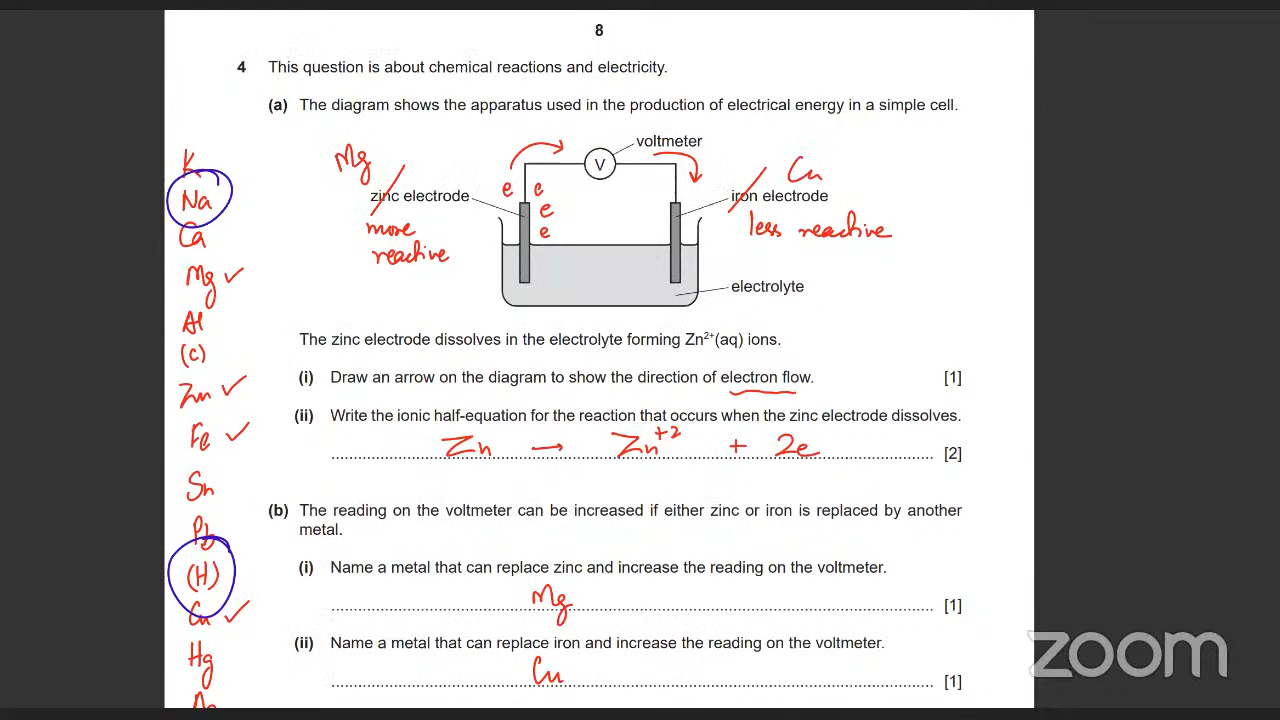 8
4 This question is about chemical reactions and electricity.
(a) The diagram shows the apparatus used in the production of electrical energy in a simple cell.
voltmeter
V
Mg
Cu
zinc electrode
e e
e
e
iron electrode
more
reactive
less reactive
electrolyte
K
Na
Ca
Mg ✓
Al
(C)
Zn ✓
Fe ✓
Sn
Pb
(H)
Cu ✓
Hg
The zinc electrode dissolves in the electrolyte forming Zn²⁺(aq) ions.
(i) Draw an arrow on the diagram to show the direction of electron flow. [1]
(ii) Write the ionic half-equation for the reaction that occurs when the zinc electrode dissolves.
Zn → Zn⁺² + 2e [2]
(b) The reading on the voltmeter can be increased if either zinc or iron is replaced by another
metal.
(i) Name a metal that can replace zinc and increase the reading on the voltmeter.
Mg [1]
(ii) Name a metal that can replace iron and increase the reading on the voltmeter.
Cu [1]
zoom